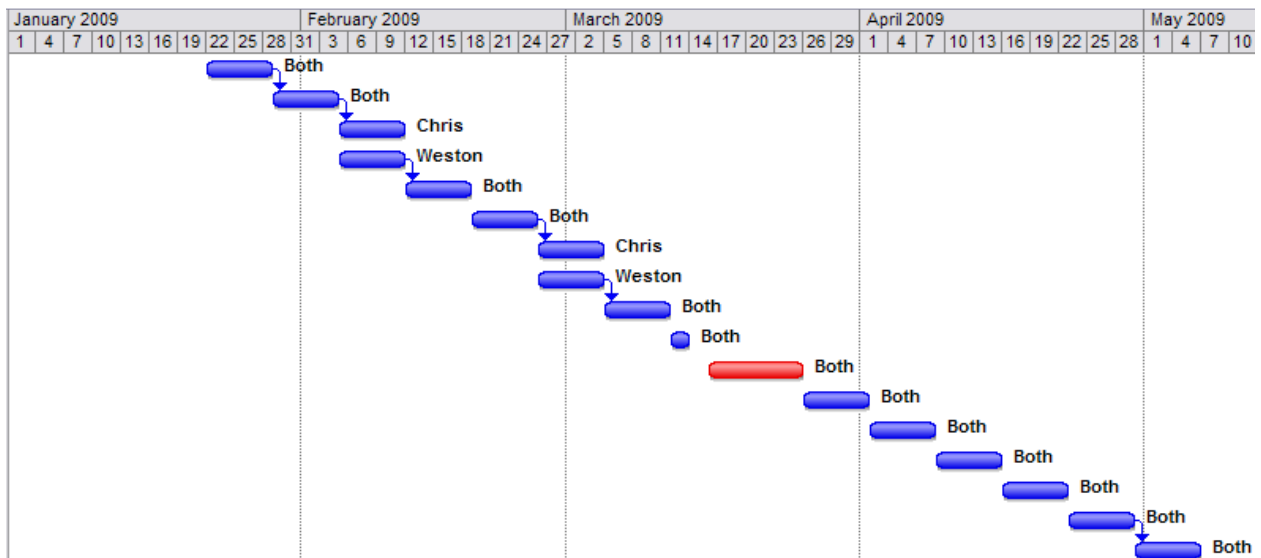 January 2009 February 2009 March 2009 April 2009 May 2009
1 4 7 10 13 16 19 22 25 28 31 3 6 9 12 15 18 21 24 27 2 5 8 11 14 17 20 23 26 29 1 4 7 10 13 16 19 22 25 28 1 4 7 10
Both
Both
Chris
Weston
Both
Both
Chris
Weston
Both
Both
Both
Both
Both
Both
Both
Both
Both